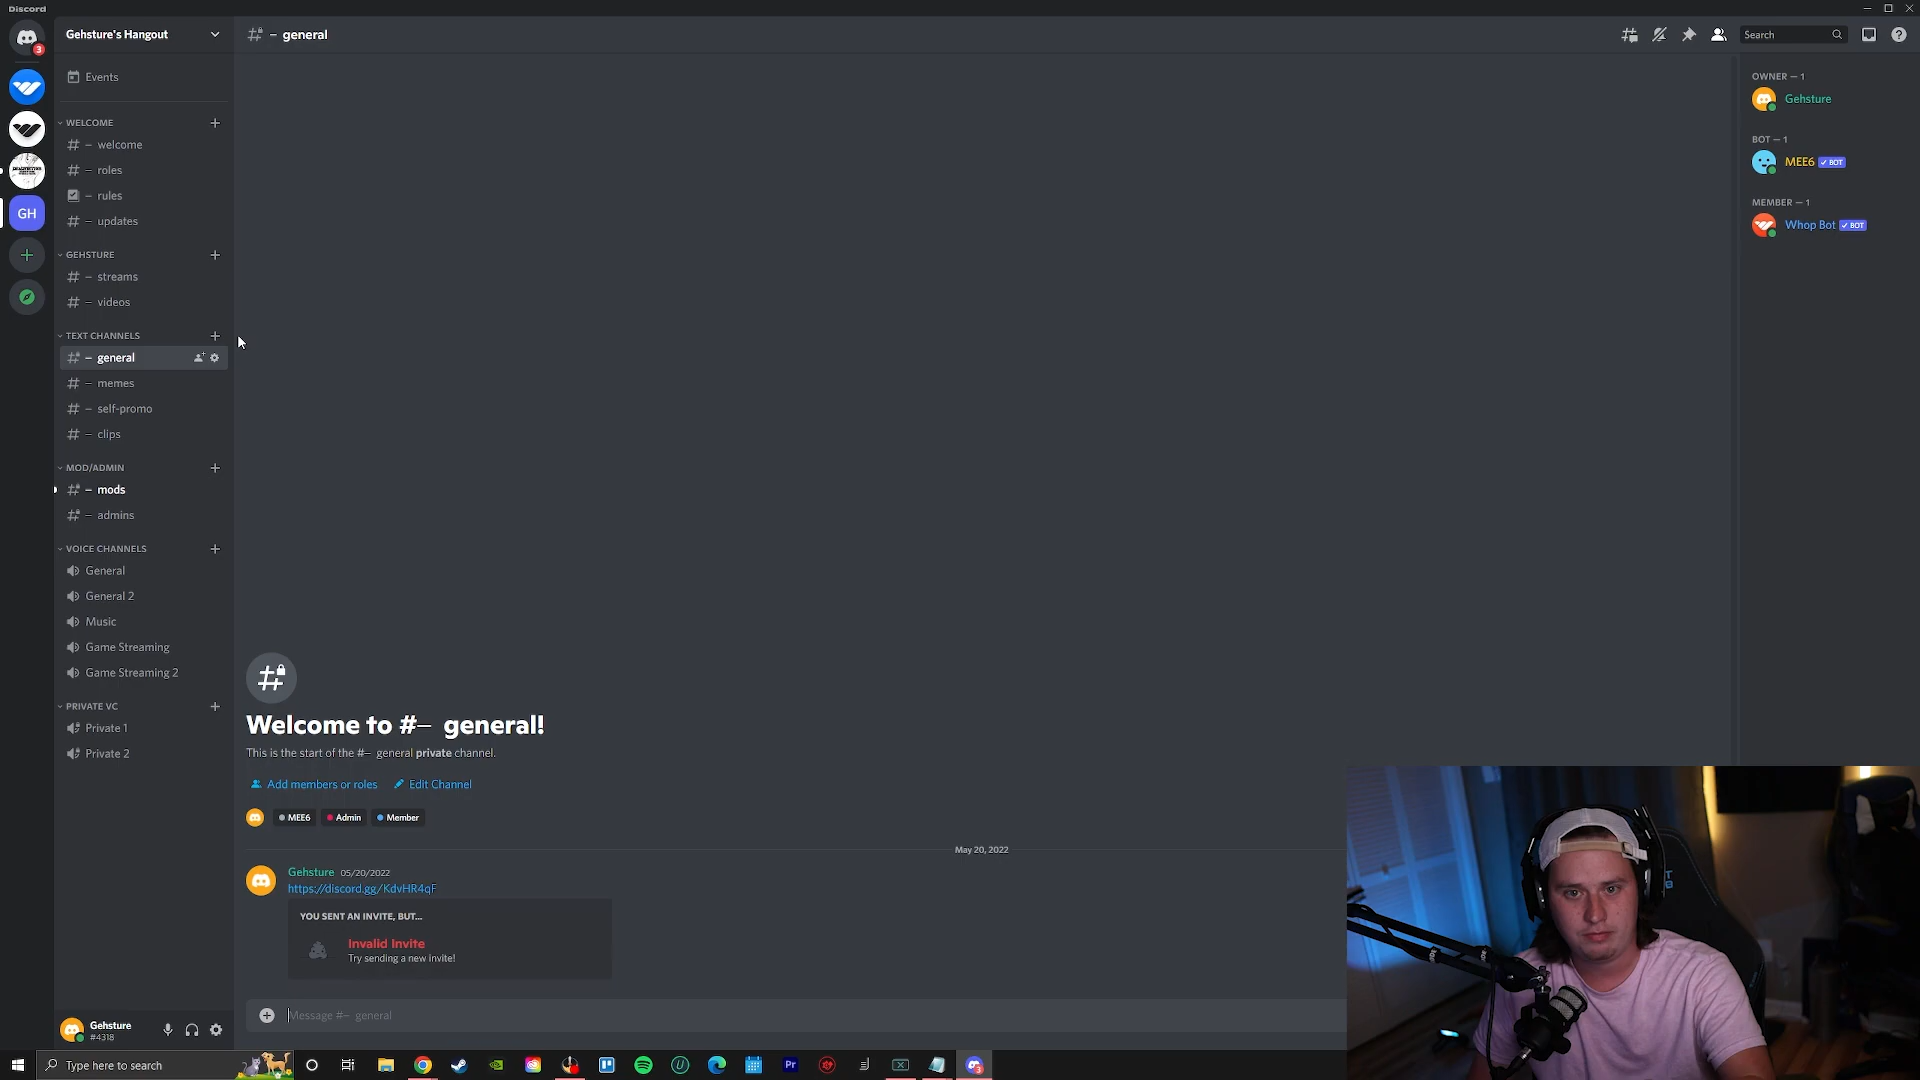 Discord
Gehsture's Hangout
# – general
Search
3
GH
Events
WELCOME
– welcome
– roles
– rules
– updates
GEHSTURE
– streams
– videos
TEXT CHANNELS
– general
– memes
– self-promo
– clips
MOD/ADMIN
– mods
– admins
VOICE CHANNELS
General
General 2
Music
Game Streaming
Game Streaming 2
PRIVATE VC
Private 1
Private 2
Gehsture
#4318
Welcome to #– general!
This is the start of the #– general private channel.
Add members or roles
Edit Channel
MEE6
Admin
Member
May 20, 2022
Gehsture 05/20/2022
https://discord.gg/KdvHR4qF
YOU SENT AN INVITE, BUT...
Invalid Invite
Try sending a new invite!
Message #– general
OWNER — 1
Gehsture
BOT — 1
MEE6 ✓ BOT
MEMBER — 1
Whop Bot ✓ BOT
Type here to search
Pr
3